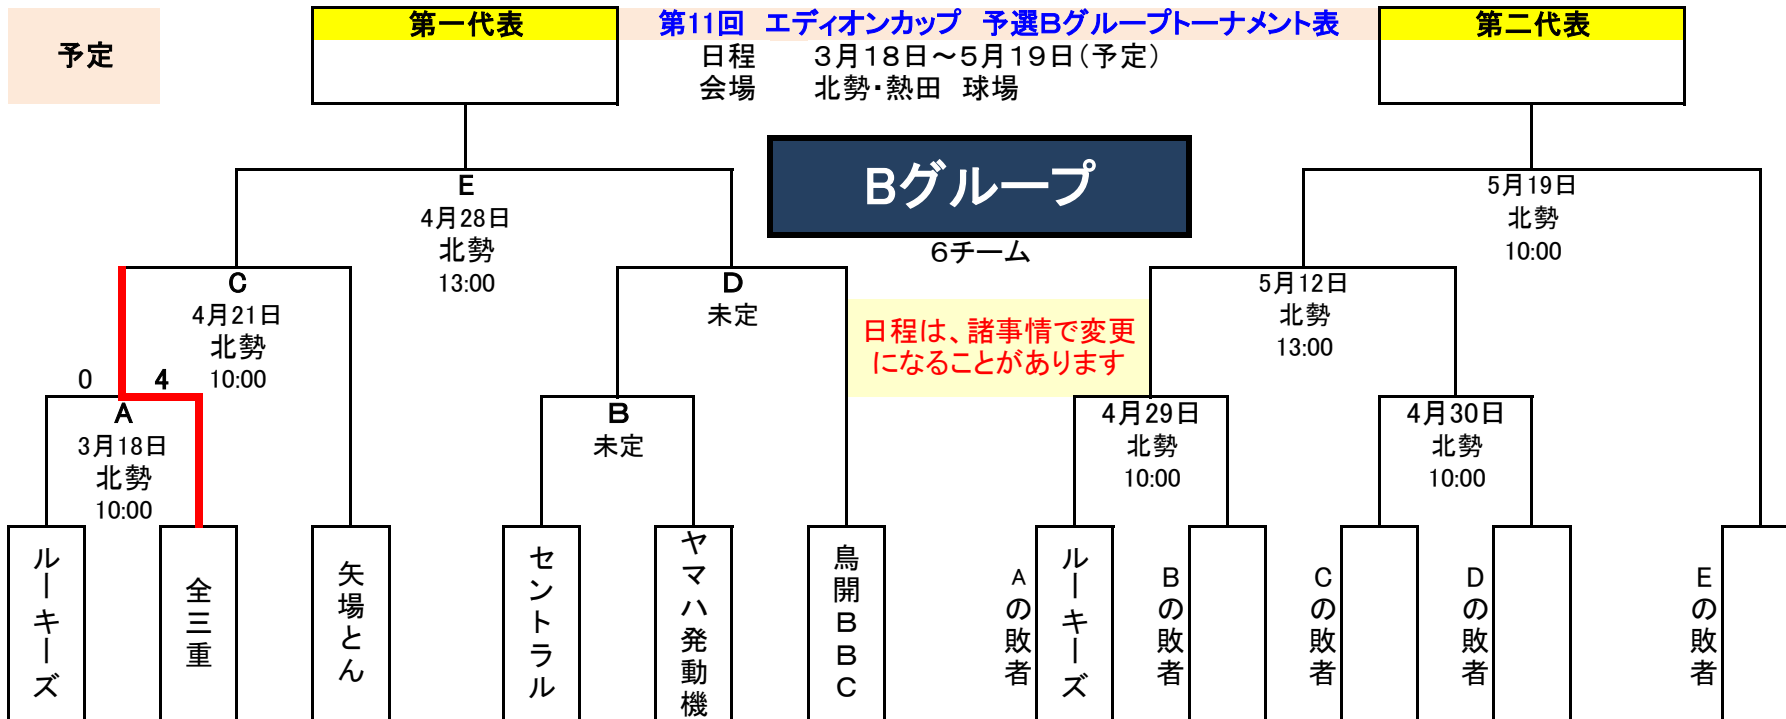 予定
第一代表
第11回 エディオンカップ 予選Bグループトーナメント表
第二代表
日程 3月18日～5月19日(予定)
会場 北勢・熱田 球場
Bグループ
6チーム
E
4月28日
北勢
13:00
5月19日
北勢
10:00
C
4月21日
北勢
10:00
D
未定
日程は、諸事情で変更
になることがあります
5月12日
北勢
13:00
0 4
A
3月18日
北勢
10:00
B
未定
4月29日
北勢
10:00
4月30日
北勢
10:00
ルーキーズ
全三重
矢場とん
セントラル
ヤマハ発動機
鳥開BBC
Aの敗者
ルーキーズ
Bの敗者
Cの敗者
Dの敗者
Eの敗者